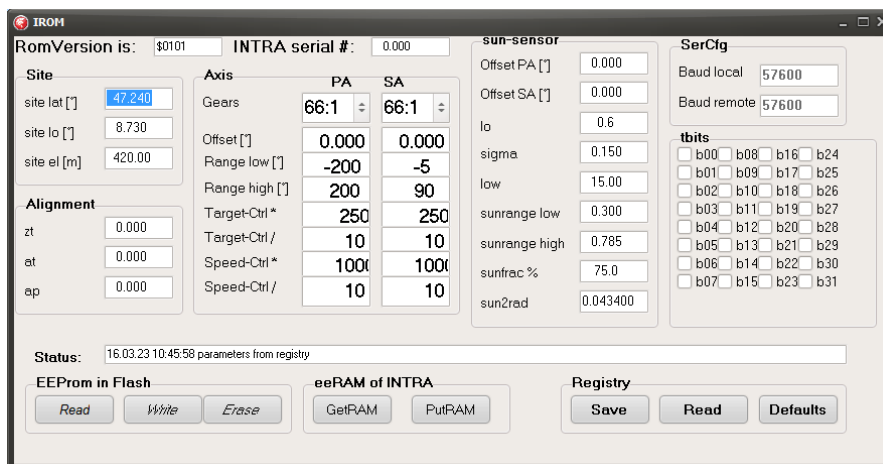 IROM
RomVersion is: $0101 INTRA serial #: 0.000
Site
site lat [°] 47.240
site lo [°] 8.730
site el [m] 420.00
Alignment
zt 0.000
at 0.000
ap 0.000
Axis
PA SA
Gears 66:1 66:1
Offset [°] 0.000 0.000
Range low [°] -200 -5
Range high [°] 200 90
Target-Ctrl * 250 250
Target-Ctrl / 10 10
Speed-Ctrl * 1000 1000
Speed-Ctrl / 10 10
sun-sensor
Offset PA [°] 0.000
Offset SA [°] 0.000
lo 0.6
sigma 0.150
low 15.00
sunrange low 0.300
sunrange high 0.785
sunfrac % 75.0
sun2rad 0.043400
SerCfg
Baud local 57600
Baud remote 57600
tbits
b00 b08 b16 b24
b01 b09 b17 b25
b02 b10 b18 b26
b03 b11 b19 b27
b04 b12 b20 b28
b05 b13 b21 b29
b06 b14 b22 b30
b07 b15 b23 b31
Status: 16.03.23 10:45:58 parameters from registry
EEProm in Flash
Read Write Erase
eeRAM of INTRA
GetRAM PutRAM
Registry
Save Read Defaults